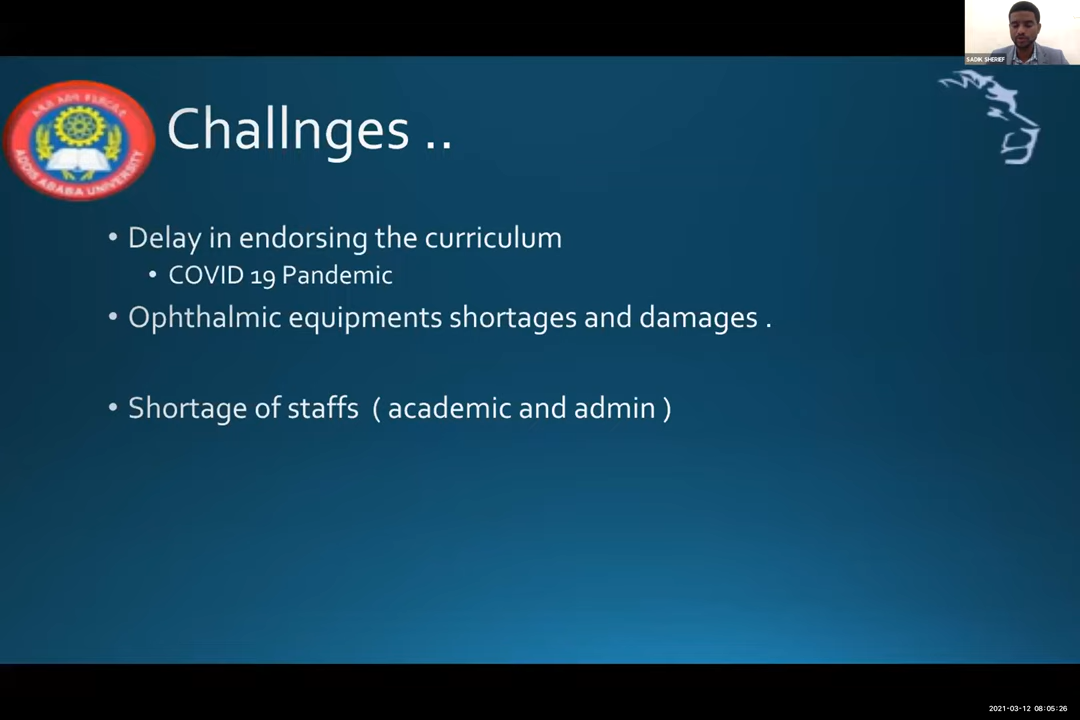 SADIK SHERIEF
ADDIS ABABA UNIVERSITY
Challnges ..
• Delay in endorsing the curriculum
• COVID 19 Pandemic
• Ophthalmic equipments shortages and damages .
• Shortage of staffs ( academic and admin )
2021-03-12 08:05:26